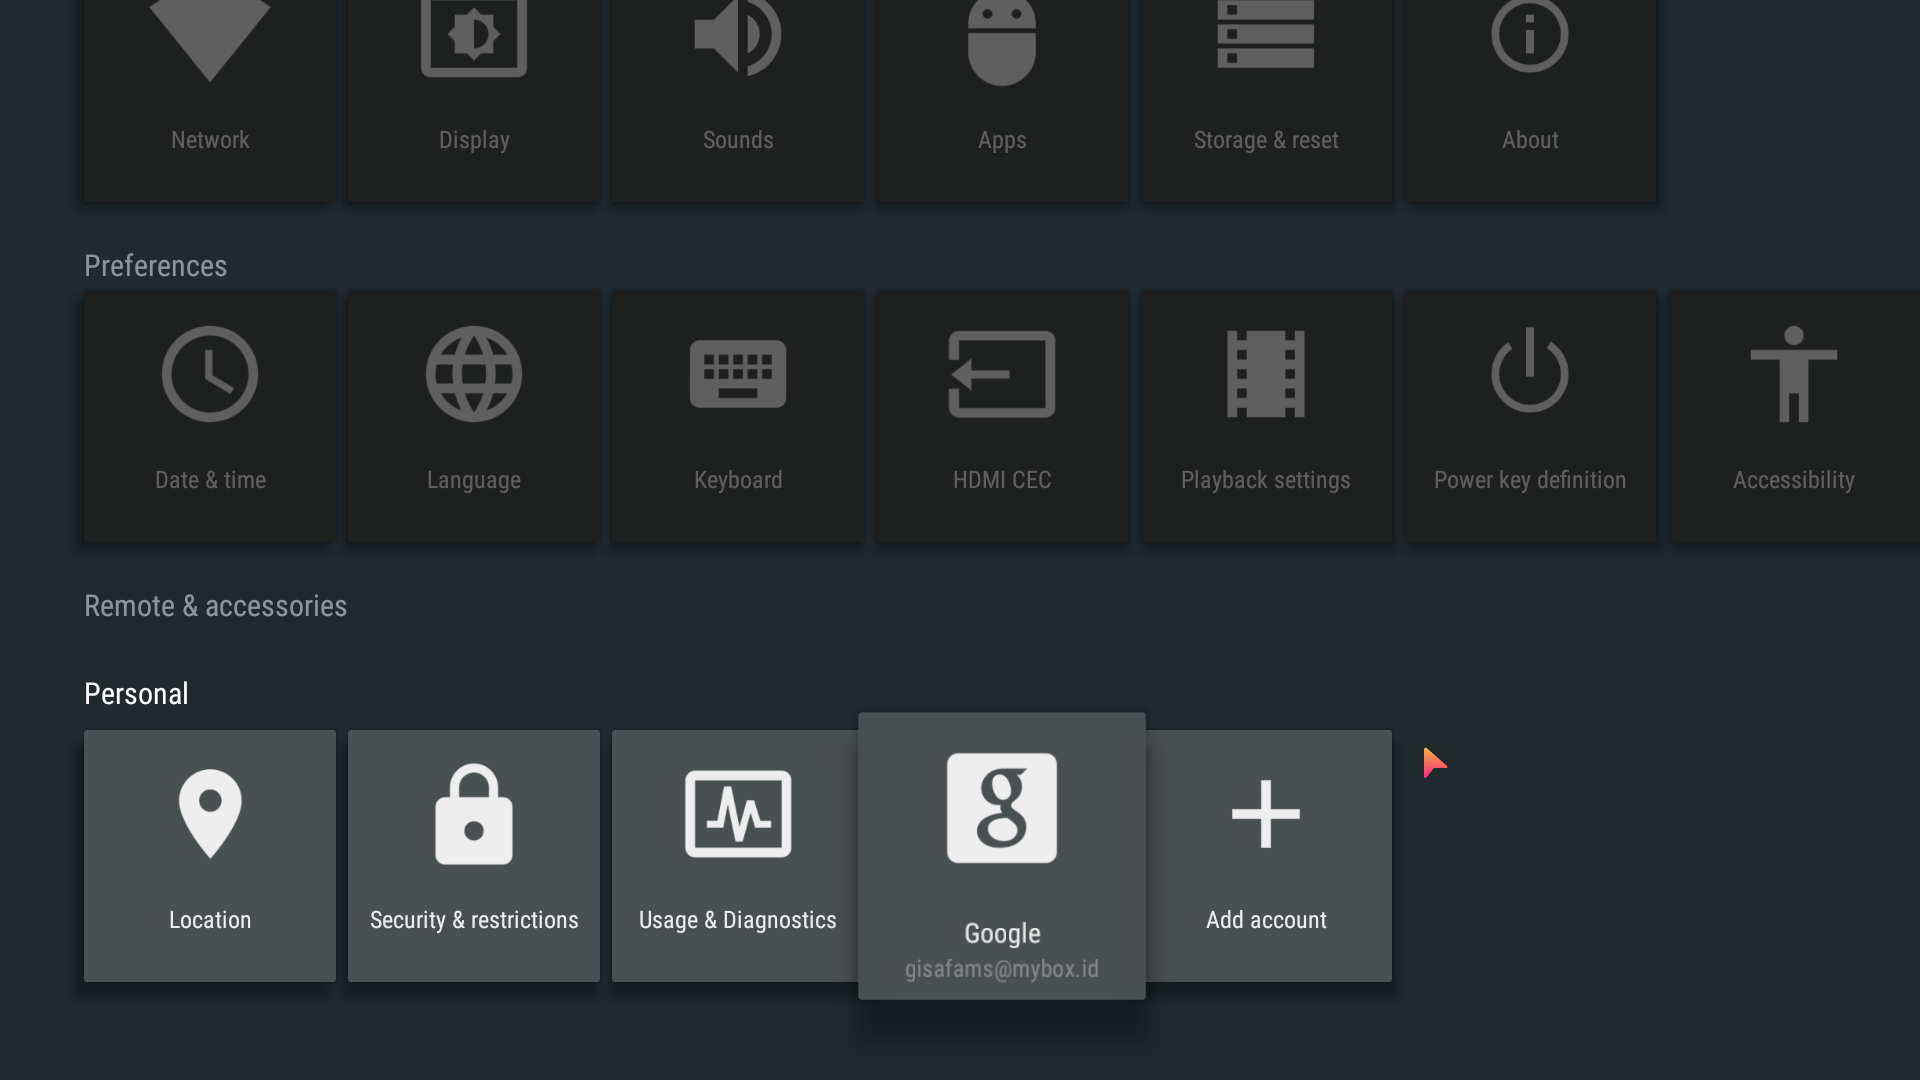 Network
Display
Sounds
Apps
Storage & reset
About
Preferences
Date & time
Language
Keyboard
HDMI CEC
Playback settings
Power key definition
Accessibility
Remote & accessories
Personal
Location
Security & restrictions
Usage & Diagnostics
g
Google
gisafams@mybox.id
Add account